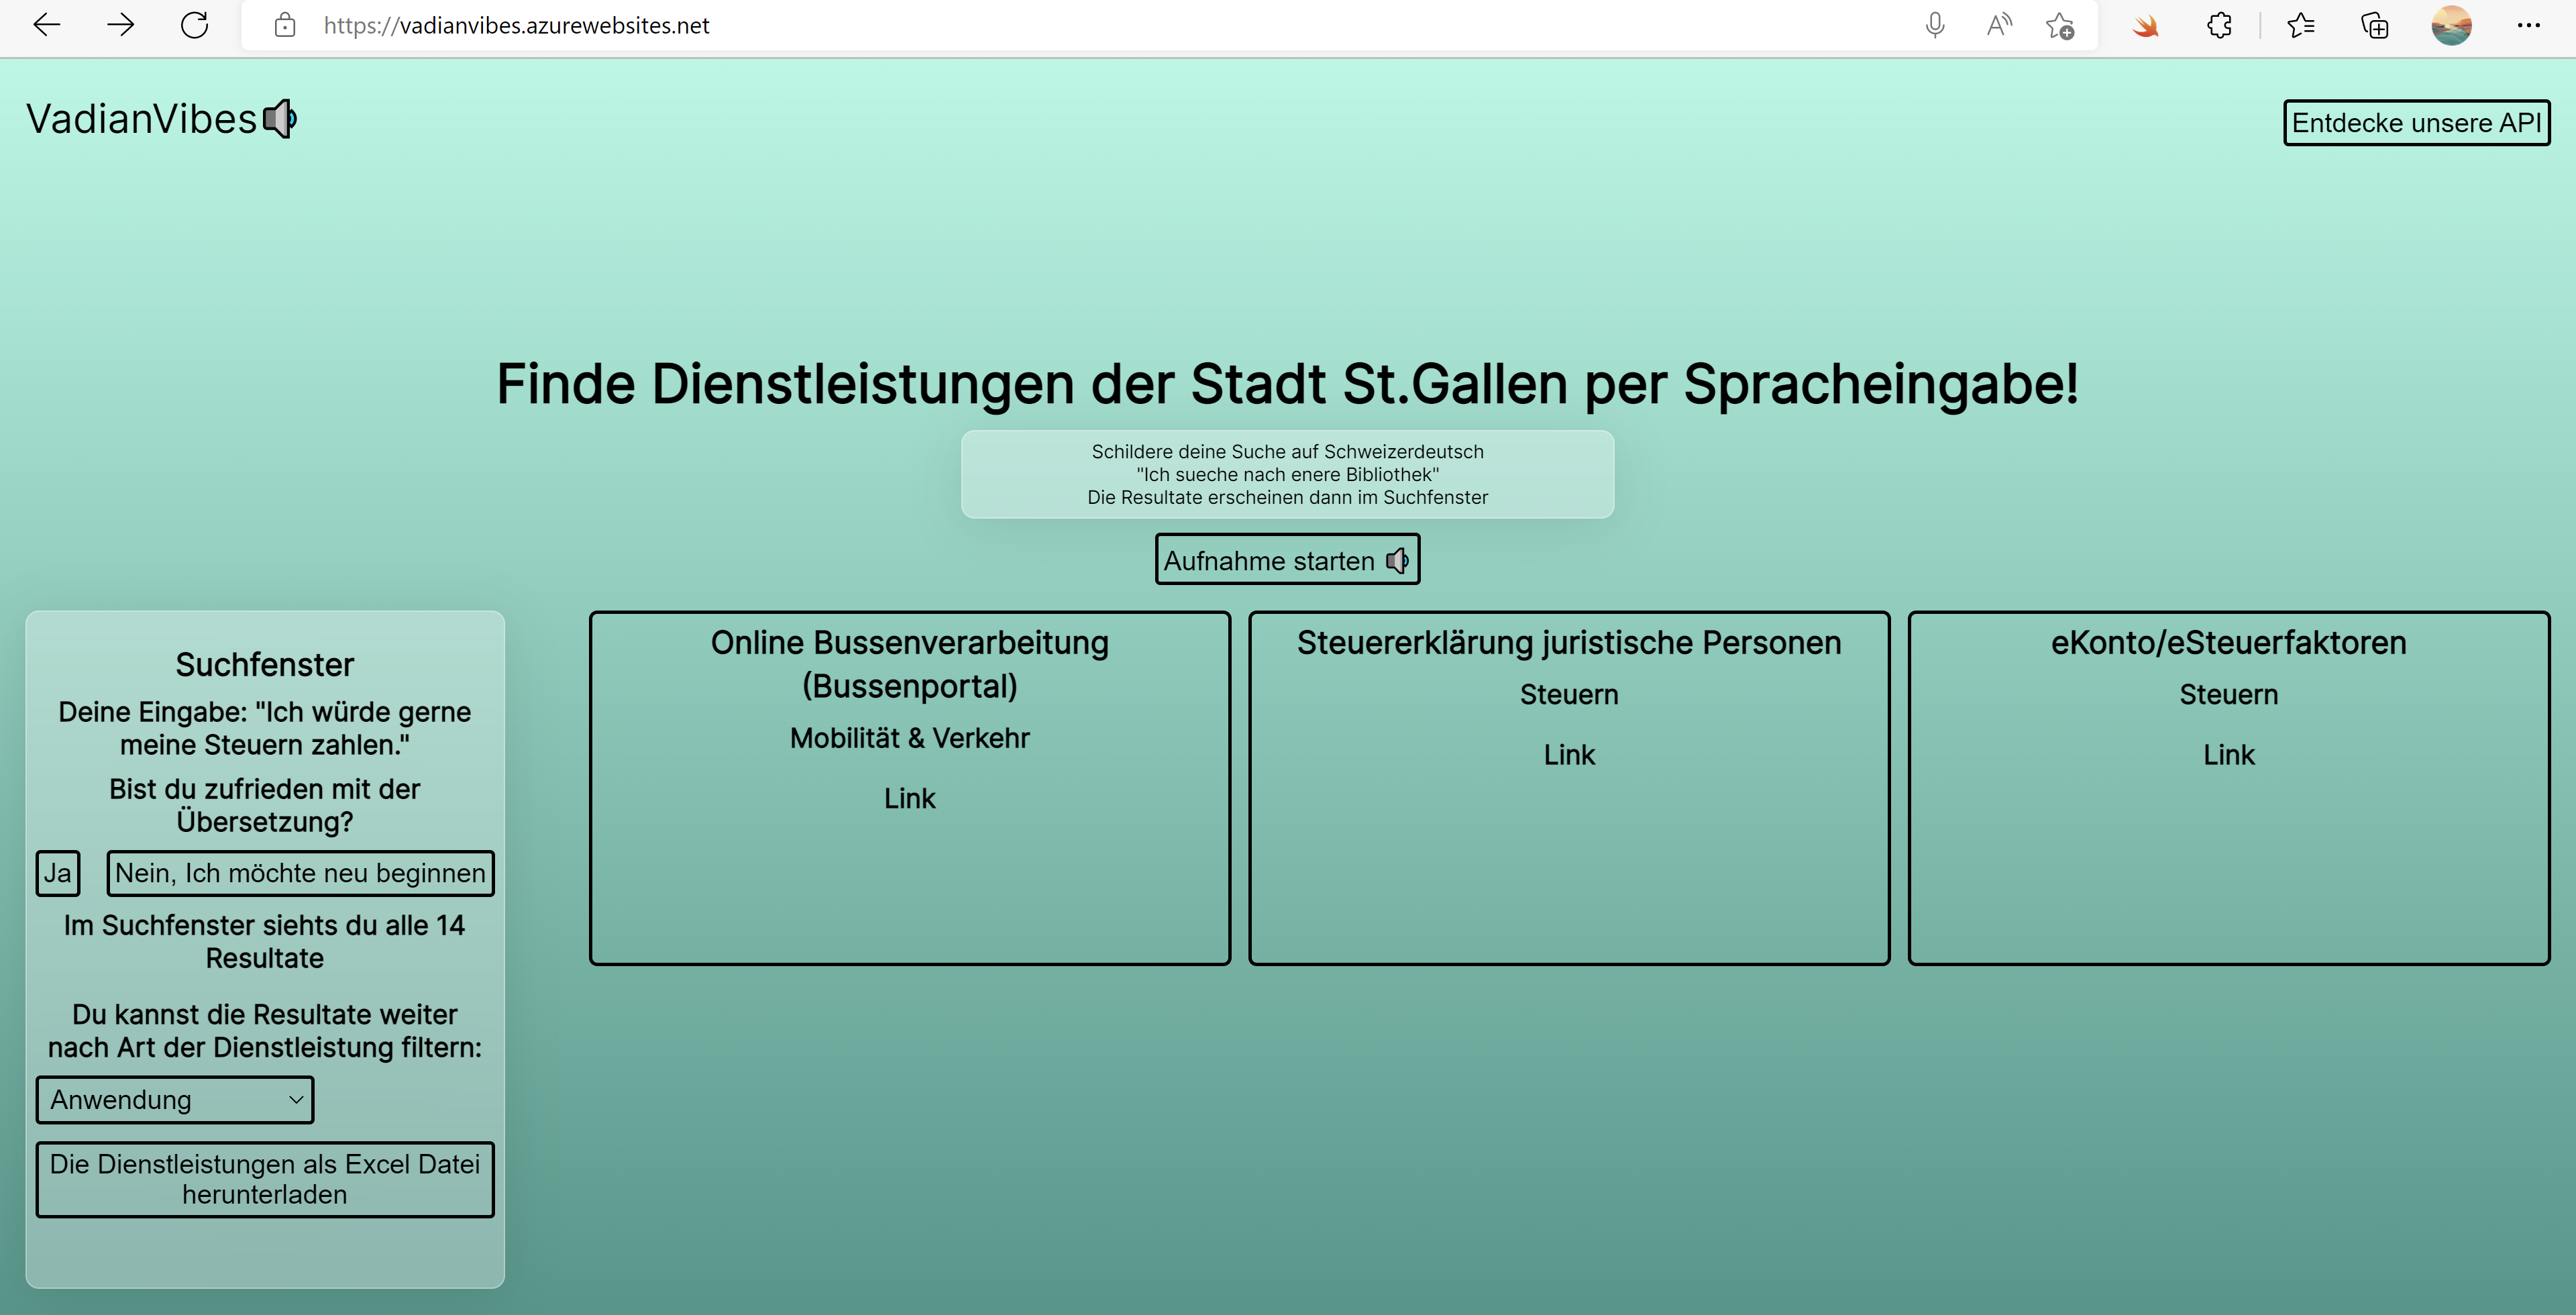 https://vadianvibes.azurewebsites.net
VadianVibes
Entdecke unsere API
Finde Dienstleistungen der Stadt St.Gallen per Spracheingabe!
Schildere deine Suche auf Schweizerdeutsch
"Ich sueche nach enere Bibliothek"
Die Resultate erscheinen dann im Suchfenster
Aufnahme starten
Suchfenster
Deine Eingabe: "Ich würde gerne
meine Steuern zahlen."
Bist du zufrieden mit der
Übersetzung?
Ja
Nein, Ich möchte neu beginnen
Im Suchfenster siehts du alle 14
Resultate
Du kannst die Resultate weiter
nach Art der Dienstleistung filtern:
Anwendung
Die Dienstleistungen als Excel Datei
herunterladen
Online Bussenverarbeitung
(Bussenportal)
Mobilität & Verkehr
Link
Steuererklärung juristische Personen
Steuern
Link
eKonto/eSteuerfaktoren
Steuern
Link